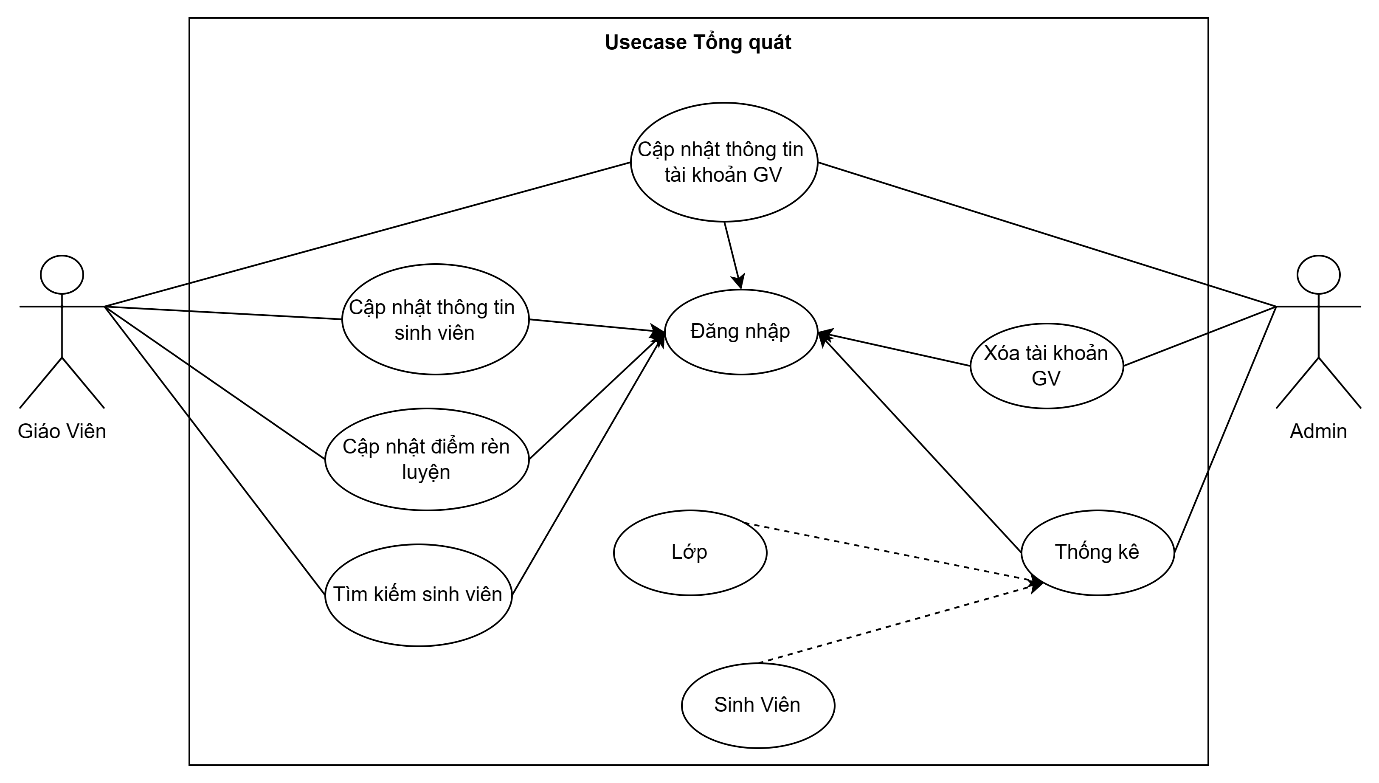 Usecase Tổng quát
Cập nhật thông tin
tài khoản GV
Cập nhật thông tin
sinh viên
Đăng nhập
Xóa tài khoản
GV
Giáo Viên
Admin
Cập nhật điểm rèn
luyện
Lớp
Thống kê
Tìm kiếm sinh viên
Sinh Viên